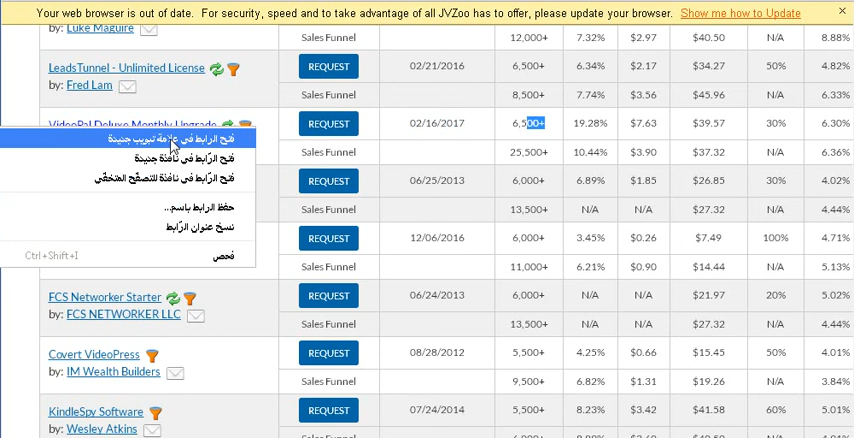 Your web browser is out of date. For security, speed and to take advantage of all JVZoo has to offer, please update your browser. Show me how to Update
by: Luke Maguire
Sales Funnel 12,000+ 7.32% $2.97 $40.50 N/A 8.88%
LeadsTunnel - Unlimited License REQUEST 02/21/2016 6,500+ 6.34% $2.17 $34.27 50% 4.82%
by: Fred Lam
Sales Funnel 8,500+ 7.74% $3.56 $45.96 N/A 6.33%
VideoPal Deluxe Monthly Upgrade REQUEST 02/16/2017 6,500+ 19.28% $7.63 $39.57 30% 6.30%
فتح الرابط في علامة تبويب جديدة
Sales Funnel 25,500+ 10.44% $3.90 $37.32 N/A 6.36%
فتح الرّابط في نافذة جديدة
فتح الرّابط في نافذة للتصفّح المتخفّي
REQUEST 06/25/2013 6,000+ 6.89% $1.85 $26.85 30% 4.02%
حفظ الرابط باسم...
Sales Funnel 13,500+ N/A N/A $27.32 N/A 4.44%
نسخ عنوان الرّابط
REQUEST 12/06/2016 6,000+ 3.45% $0.26 $7.49 100% 4.71%
فحص Ctrl+Shift+I
Sales Funnel 11,000+ 6.21% $0.90 $14.44 N/A 5.13%
FCS Networker Starter REQUEST 06/24/2013 6,000+ N/A N/A $21.97 20% 5.02%
by: FCS NETWORKER LLC
Sales Funnel 13,500+ N/A N/A $27.32 N/A 4.44%
Covert VideoPress REQUEST 08/28/2012 5,500+ 4.25% $0.66 $15.45 50% 4.01%
by: IM Wealth Builders
Sales Funnel 9,500+ 6.82% $1.31 $19.26 N/A 3.84%
KindleSpy Software REQUEST 07/24/2014 5,500+ 8.23% $3.42 $41.58 60% 5.01%
by: Wesley Atkins